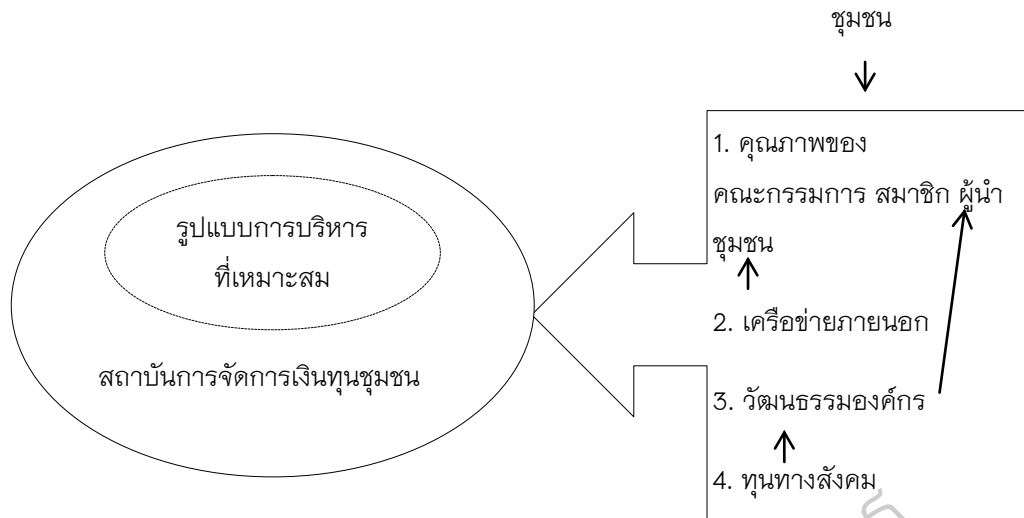 ชุมชน
1. คุณภาพของ
คณะกรรมการ สมาชิก ผู้นำ
ชุมชน
2. เครือข่ายภายนอก
3. วัฒนธรรมองค์กร
4. ทุนทางสังคม
รูปแบบการบริหาร
ที่เหมาะสม
สถาบันการจัดการเงินทุนชุมชน